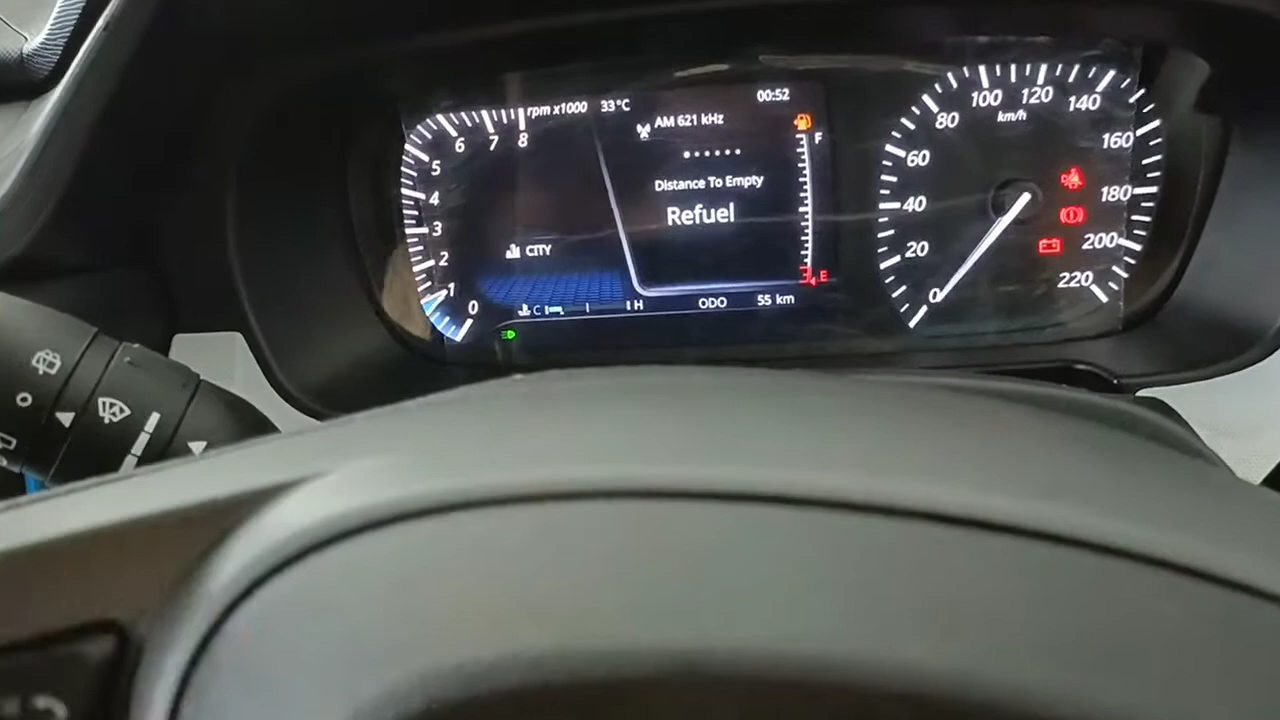 rpm x1000
33°C
00:52
AM 621 kHz
F
Distance To Empty
Refuel
CITY
E
C
H
ODO 55 km
0
1
2
3
4
5
6
7
8
0
20
40
60
80
100
120
140
160
180
200
220
km/h